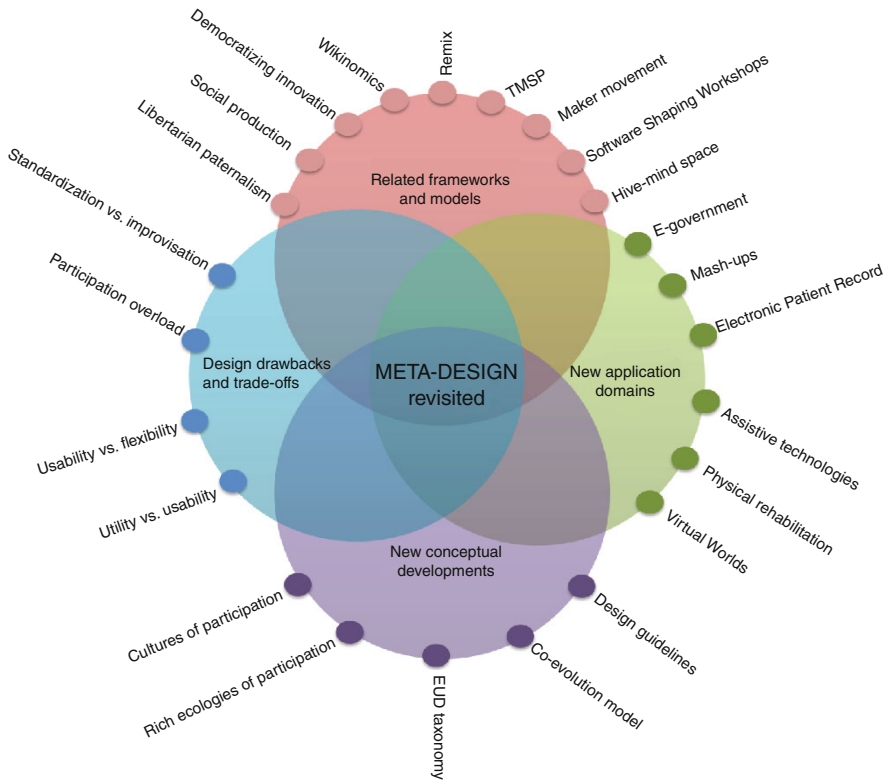 Remix
Wikinomics
TMSP
Democratizing innovation
Maker movement
Social production
Software Shaping Workshops
Libertarian paternalism
Hive-mind space
Related frameworks
and models
Standardization vs. improvisation
E-government
Participation overload
Mash-ups
Electronic Patient Record
Design drawbacks
and trade-offs
META-DESIGN
revisited
New application
domains
Usability vs. flexibility
Assistive technologies
Utility vs. usability
Physical rehabilitation
Virtual Worlds
New conceptual
developments
Cultures of participation
Design guidelines
Rich ecologies of participation
Co-evolution model
EUD taxonomy